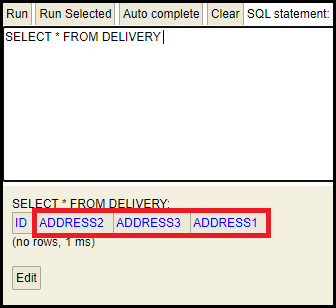 Run Run Selected Auto complete Clear SQL statement:
SELECT * FROM DELIVERY
SELECT * FROM DELIVERY;
ID ADDRESS2 ADDRESS3 ADDRESS1
(no rows, 1 ms)
Edit